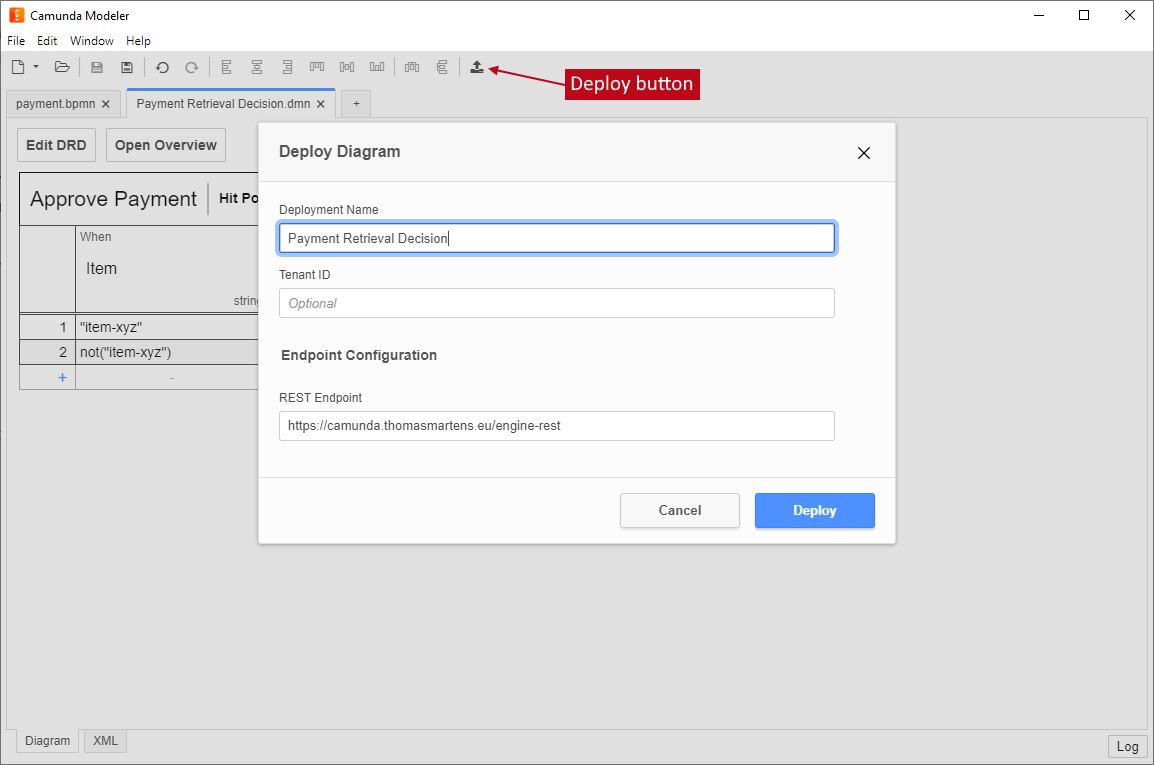 Camunda Modeler
File Edit Window Help
Deploy button
payment.bpmn ✕ Payment Retrieval Decision.dmn ✕ +
Edit DRD Open Overview
Deploy Diagram
Approve Payment Hit Po
Deployment Name
When
Payment Retrieval Decision
Item
Tenant ID
string
Optional
1 "item-xyz"
2 not("item-xyz")
Endpoint Configuration
+ -
REST Endpoint
https://camunda.thomasmartens.eu/engine-rest
Cancel Deploy
Diagram XML
Log